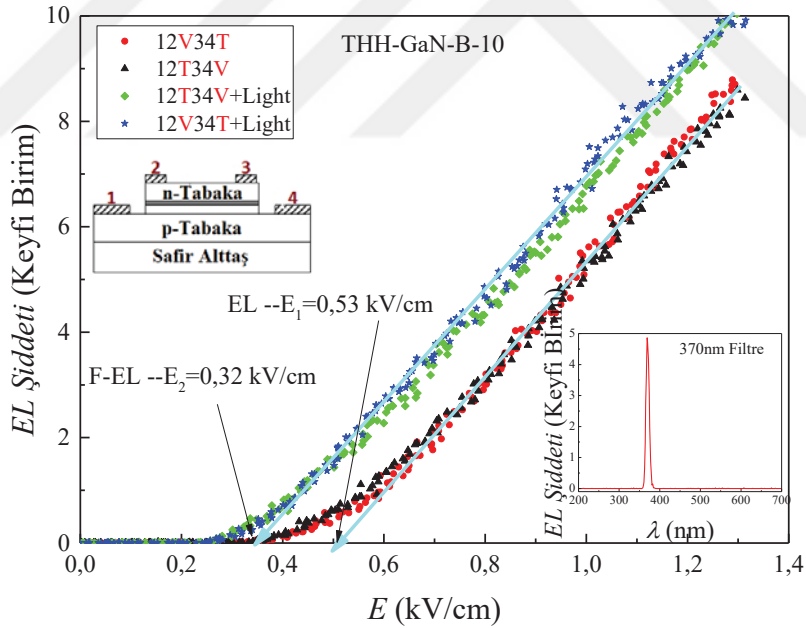 THH-GaN-B-10
12V34T
12T34V
12T34V+Light
12V34T+Light
1
2
3
4
n-Tabaka
p-Tabaka
Safir Alttaş
EL --E₁=0,53 kV/cm
F-EL --E₂=0,32 kV/cm
EL Şiddeti (Keyfi Birim)
10
8
6
4
2
0
0,0 0,2 0,4 0,6 0,8 1,0 1,2 1,4
E (kV/cm)
370nm Filtre
EL Şiddeti (Keyfi Birim)
5
4
3
2
1
0
200 300 400 500 600 700
λ (nm)